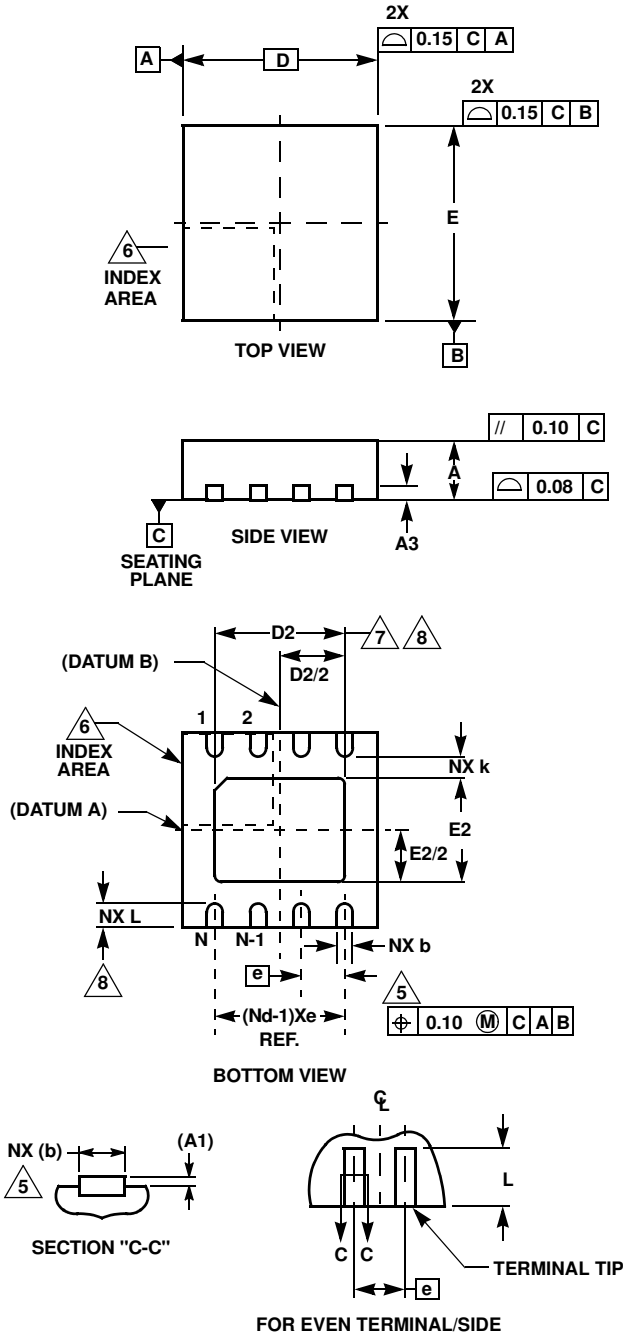 2X
⌓ 0.15 C A
A
D
2X
⌓ 0.15 C B
E
6
INDEX
AREA
TOP VIEW
B
// 0.10 C
A
⌓ 0.08 C
C
SIDE VIEW
A3
SEATING
PLANE
D2
7 8
(DATUM B)
D2/2
6
1 2
INDEX
AREA
NX k
(DATUM A)
E2
E2/2
NX L
N N-1
NX b
8
e
5
(Nd-1)Xe
REF.
⌖ 0.10 Ⓜ C A B
BOTTOM VIEW
NX (b)
(A1)
5
SECTION "C-C"
℄
L
C C
TERMINAL TIP
e
FOR EVEN TERMINAL/SIDE